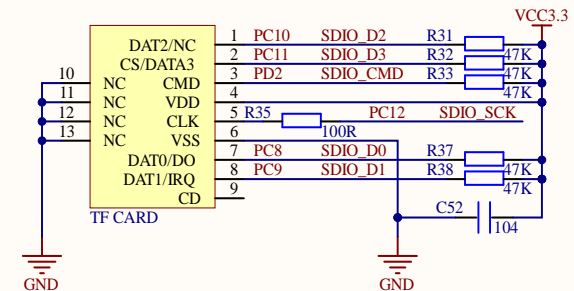 VCC3.3
DAT2/NC 1 PC10 SDIO_D2 R31 47K
CS/DATA3 2 PC11 SDIO_D3 R32 47K
10 NC CMD 3 PD2 SDIO_CMD R33 47K
11 NC VDD 4
12 NC CLK 5 R35 100R PC12 SDIO_SCK
13 NC VSS 6
DAT0/DO 7 PC8 SDIO_D0 R37 47K
DAT1/IRQ 8 PC9 SDIO_D1 R38 47K
CD 9
TF CARD
C52 104
GND GND